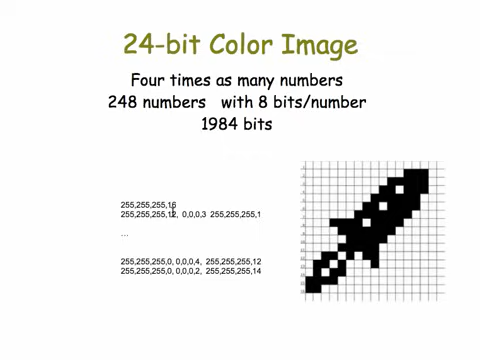 24-bit Color Image
Four times as many numbers
248 numbers with 8 bits/number
1984 bits
255,255,255,16
255,255,255,12, 0,0,0,3 255,255,255,1
...
255,255,255,0, 0,0,0,4, 255,255,255,12
255,255,255,0, 0,0,0,2, 255,255,255,14